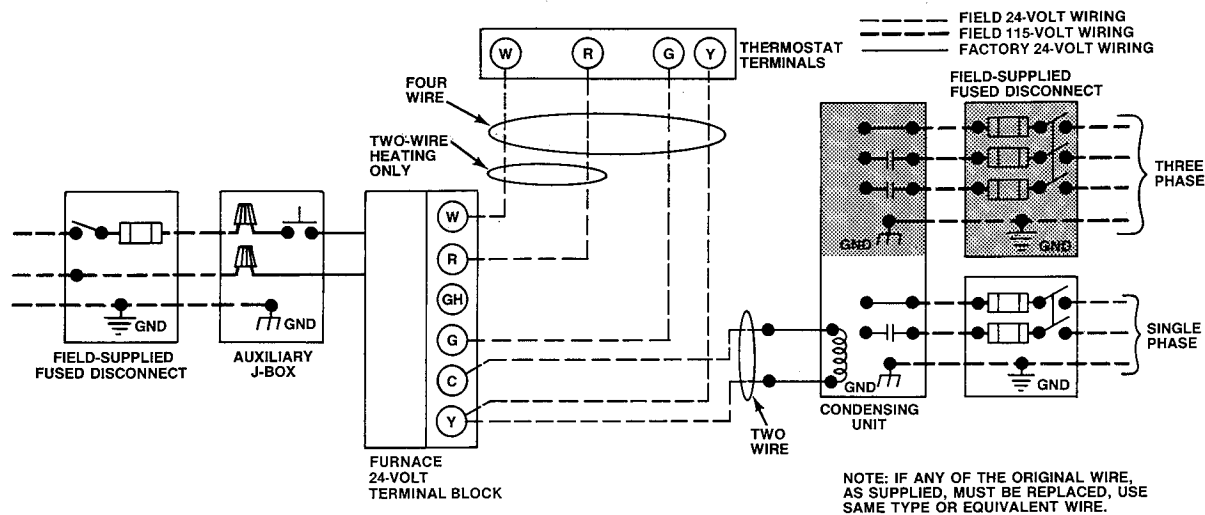 FIELD 24-VOLT WIRING
FIELD 115-VOLT WIRING
FACTORY 24-VOLT WIRING
W
R
G
Y
THERMOSTAT
TERMINALS
FOUR
WIRE
TWO-WIRE
HEATING
ONLY
FIELD-SUPPLIED
FUSED DISCONNECT
THREE
PHASE
GND
GND
W
R
GH
G
C
Y
GND
GND
FIELD-SUPPLIED
FUSED DISCONNECT
AUXILIARY
J-BOX
SINGLE
PHASE
GND
GND
CONDENSING
UNIT
TWO
WIRE
FURNACE
24-VOLT
TERMINAL BLOCK
NOTE: IF ANY OF THE ORIGINAL WIRE,
AS SUPPLIED, MUST BE REPLACED, USE
SAME TYPE OR EQUIVALENT WIRE.